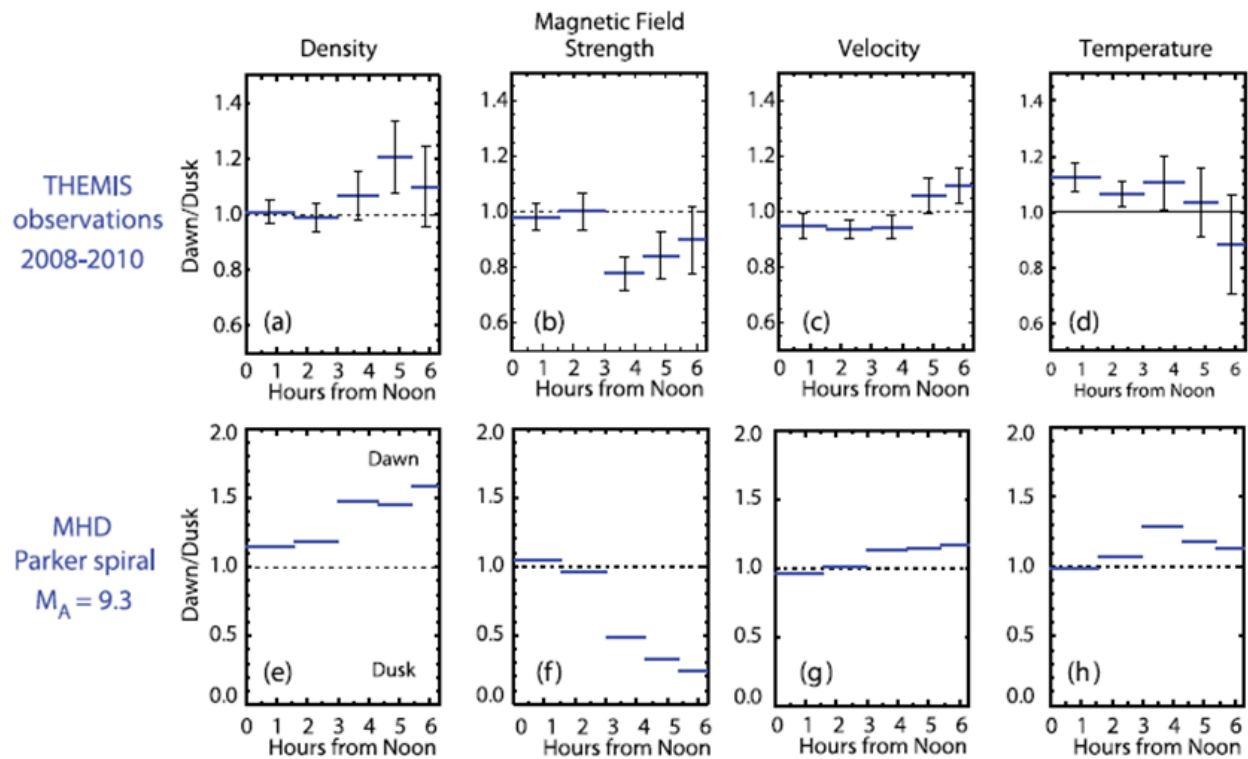 Density
Magnetic Field
Strength
Velocity
Temperature
THEMIS
observations
2008-2010
Dawn/Dusk
1.4
1.2
1.0
0.8
0.6
(a)
0 1 2 3 4 5 6
Hours from Noon
1.4
1.2
1.0
0.8
0.6
(b)
0 1 2 3 4 5 6
Hours from Noon
1.4
1.2
1.0
0.8
0.6
(c)
0 1 2 3 4 5 6
Hours from Noon
1.4
1.2
1.0
0.8
0.6
(d)
0 1 2 3 4 5 6
Hours from Noon
MHD
Parker spiral
M_A = 9.3
Dawn/Dusk
2.0
1.5
1.0
0.5
0.0
Dawn
(e)
Dusk
0 1 2 3 4 5 6
Hours from Noon
2.0
1.5
1.0
0.5
0.0
(f)
0 1 2 3 4 5 6
Hours from Noon
2.0
1.5
1.0
0.5
0.0
(g)
0 1 2 3 4 5 6
Hours from Noon
2.0
1.5
1.0
0.5
0.0
(h)
0 1 2 3 4 5 6
Hours from Noon